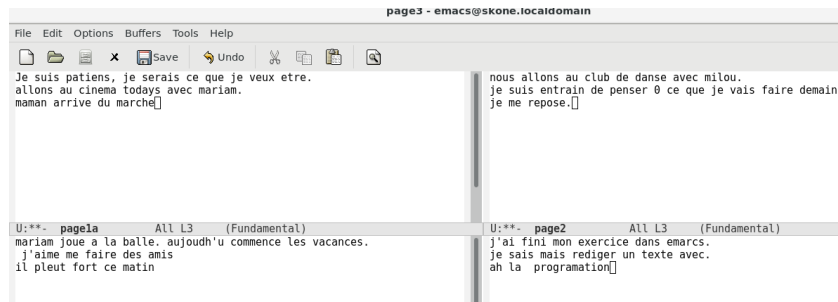 page3 - emacs@skone.localdomain
File Edit Options Buffers Tools Help
Save Undo
Je suis patiens, je serais ce que je veux etre.
allons au cinema todays avec mariam.
maman arrive du marche
U:**- page1a All L3 (Fundamental)
nous allons au club de danse avec milou.
je suis entrain de penser 0 ce que je vais faire demain
je me repose.
U:**- page2 All L3 (Fundamental)
mariam joue a la balle. aujoudh'u commence les vacances.
j'aime me faire des amis
il pleut fort ce matin
j'ai fini mon exercice dans emarcs.
je sais mais rediger un texte avec.
ah la programation